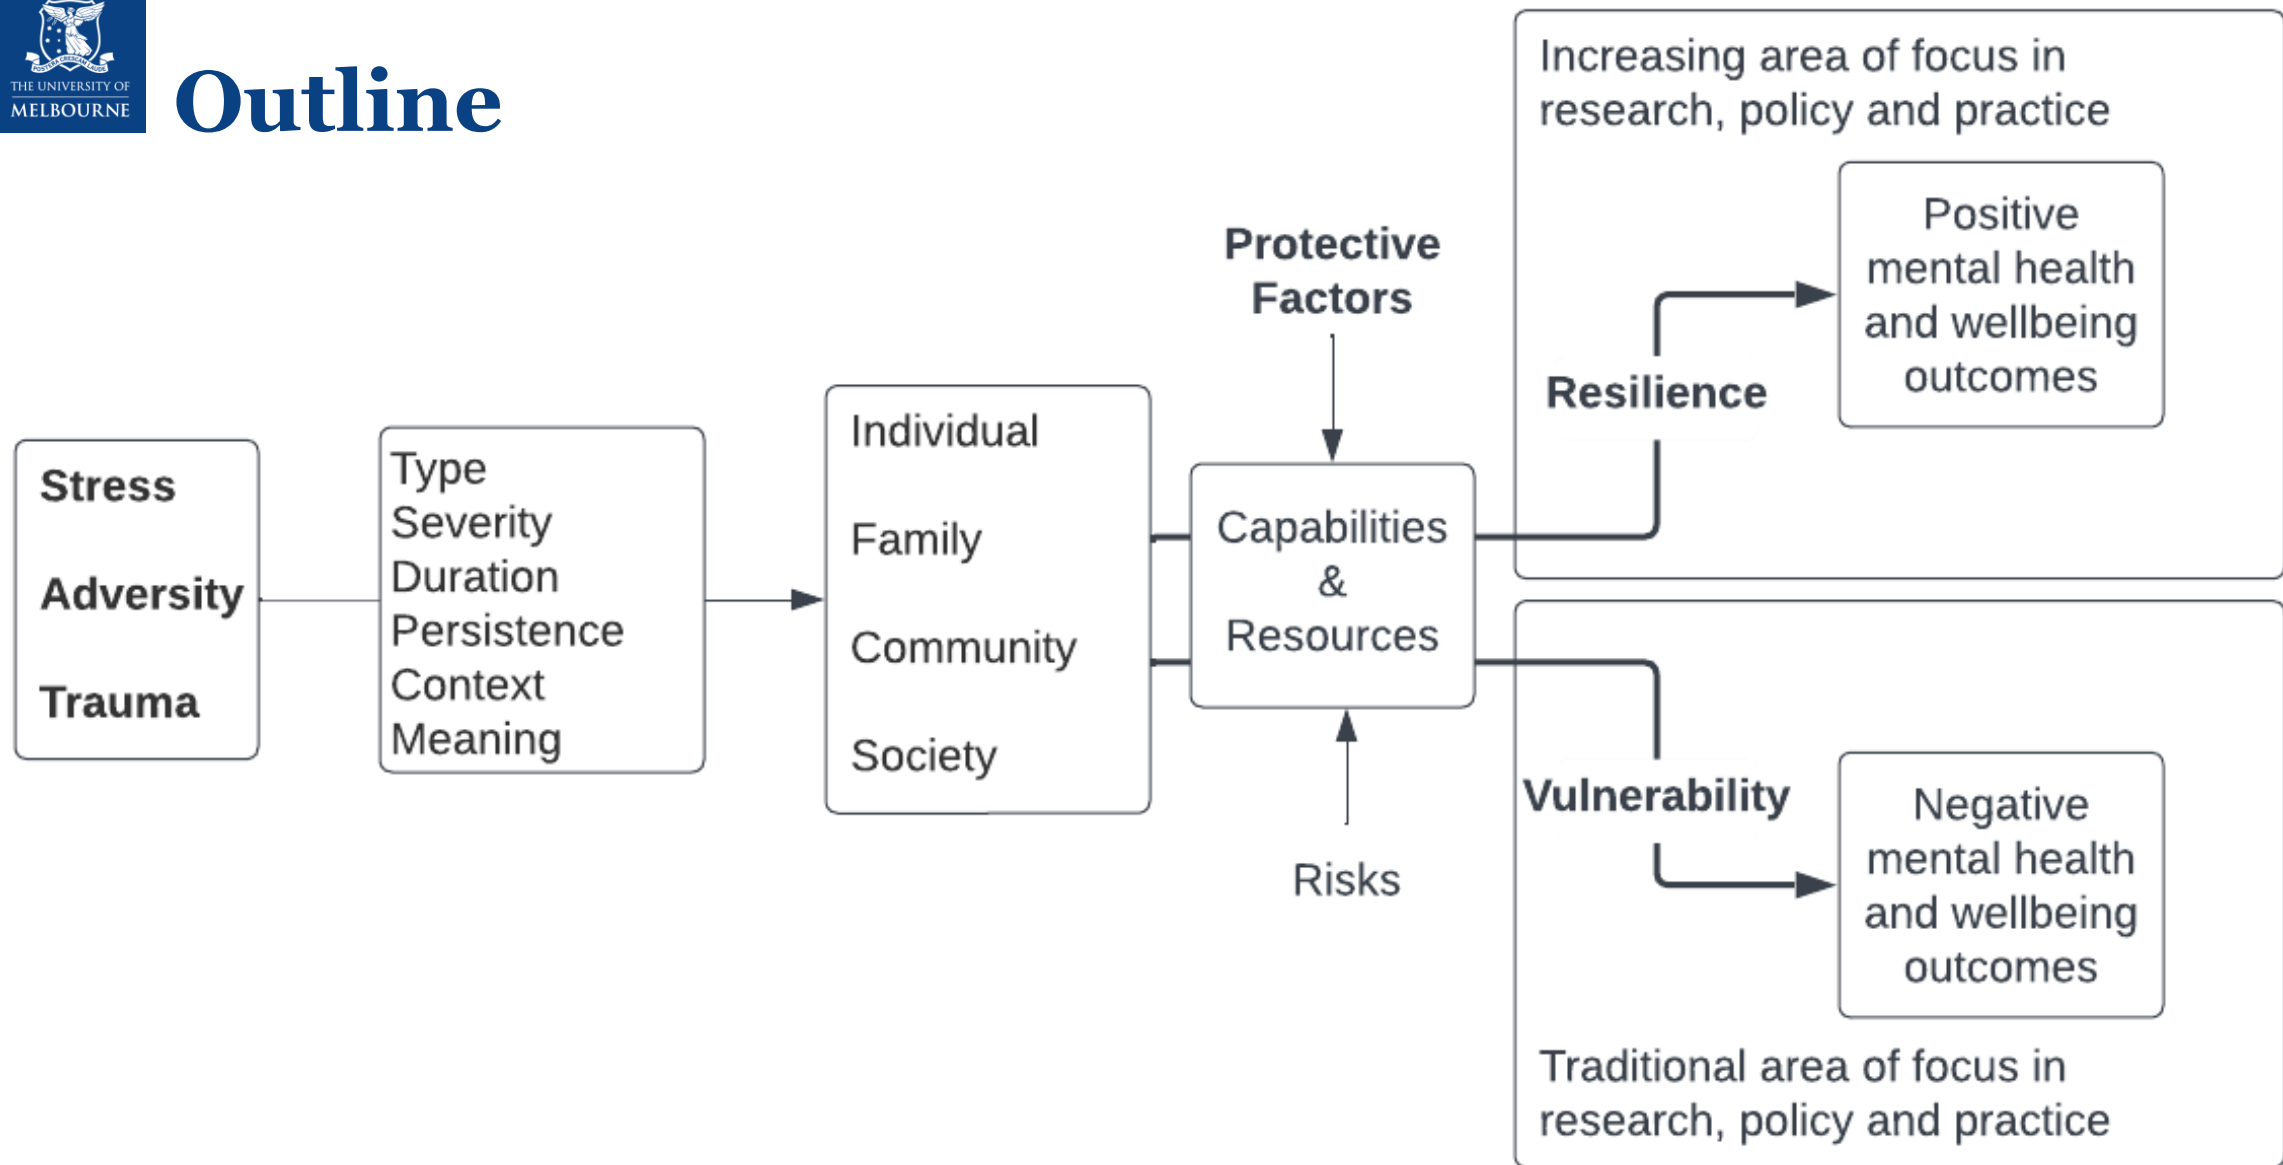 THE UNIVERSITY OF
MELBOURNE
Outline
Stress
Adversity
Trauma
Type
Severity
Duration
Persistence
Context
Meaning
Individual
Family
Community
Society
Protective
Factors
Capabilities
&
Resources
Risks
Increasing area of focus in
research, policy and practice
Resilience
Positive
mental health
and wellbeing
outcomes
Vulnerability
Negative
mental health
and wellbeing
outcomes
Traditional area of focus in
research, policy and practice